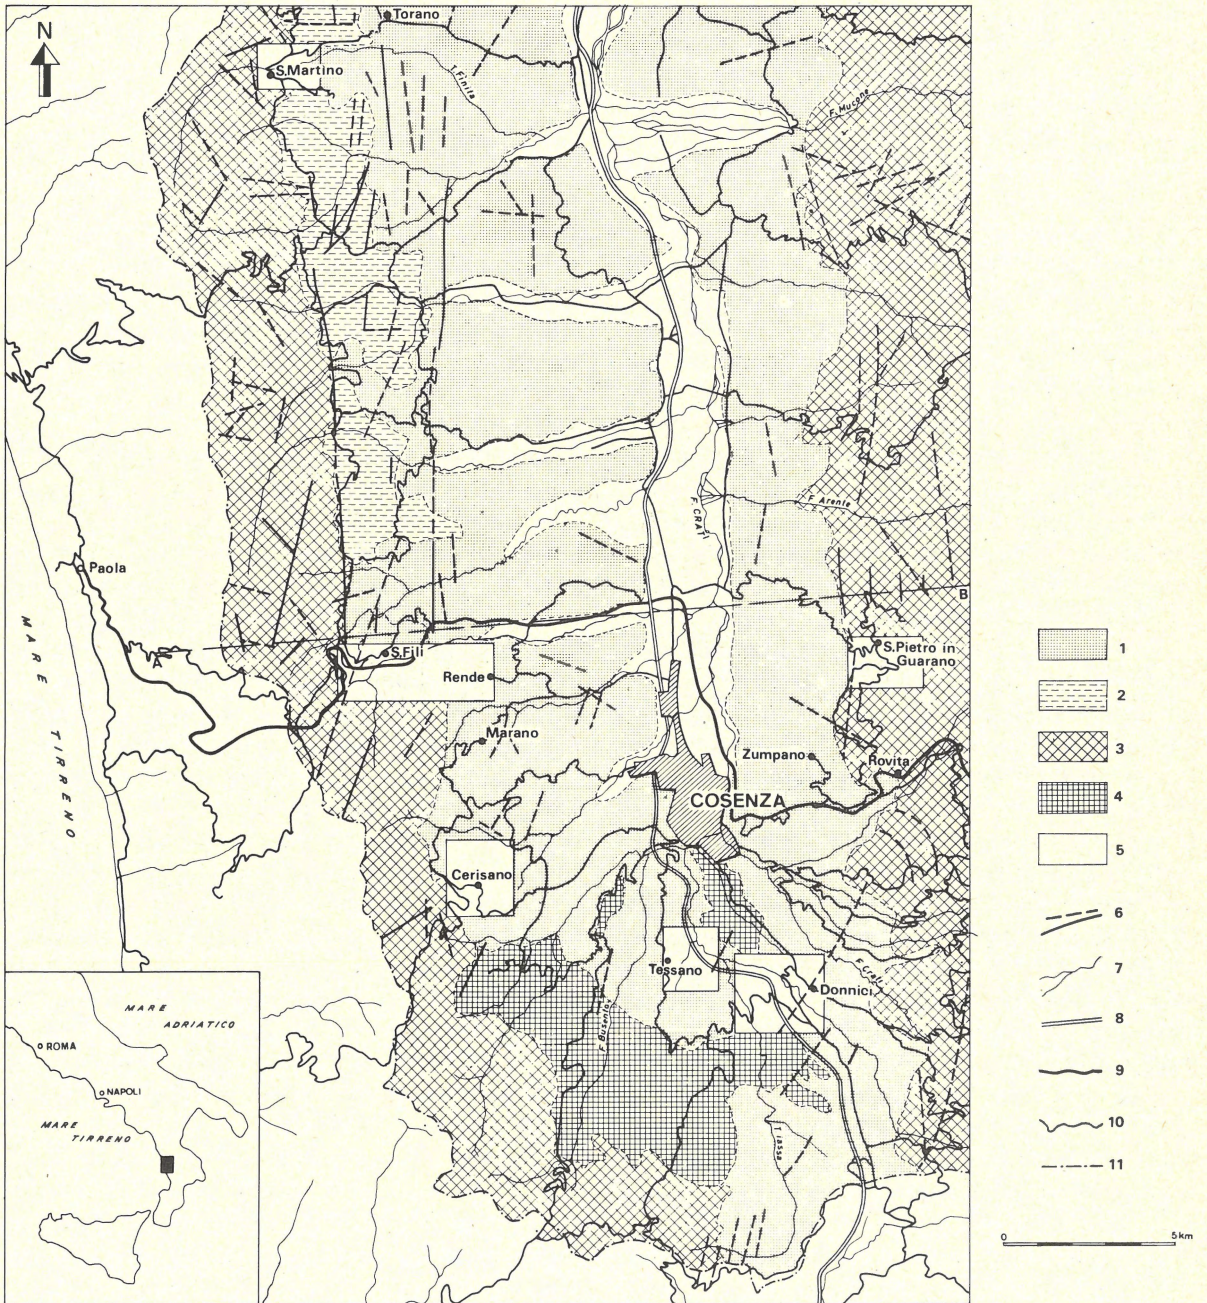 N
Torano
S.Martino
T. Finita
F. Mucone
F. CRATI
F. Arente
Paola
MARE TIRRENO
A
B
S.Fili
Rende
S.Pietro in
Guarano
Marano
Zumpano
Rovita
COSENZA
Cerisano
Tessano
Donnici
F. Crati
F. Busento
T. Iassa
MARE
ADRIATICO
ROMA
NAPOLI
MARE
TIRRENO
1
2
3
4
5
6
7
8
9
10
11
0 5km